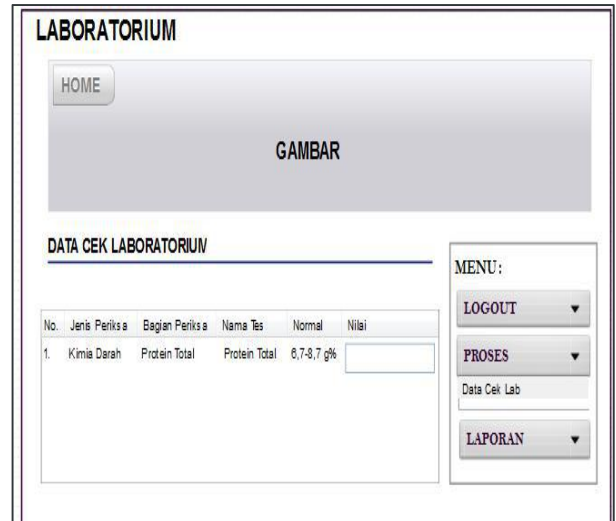 LABORATORIUM
HOME
GAMBAR
DATA CEK LABORATORIUM
No. Jenis Periksa Bagian Periksa Nama Tes Normal Nilai
1. Kimia Darah Protein Total Protein Total 6,7-8,7 g%
MENU :
LOGOUT
PROSES
Data Cek Lab
LAPORAN